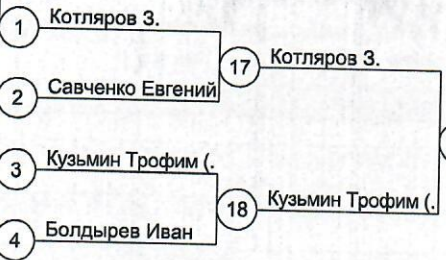 1 Котляров З.
17 Котляров З.
2 Савченко Евгений
3 Кузьмин Трофим (.
18 Кузьмин Трофим (.
4 Болдырев Иван